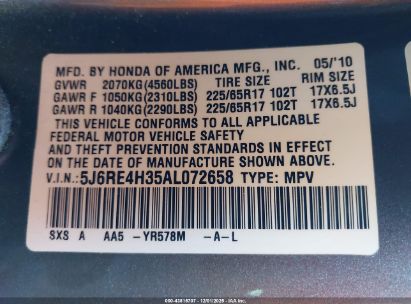 MFD. BY HONDA OF AMERICA MFG., INC. 05/'10
GVWR 2070KG(4560LBS) TIRE SIZE RIM SIZE
GAWR F 1050KG(2310LBS) 225/65R17 102T 17X6.5J
GAWR R 1040KG(2290LBS) 225/65R17 102T 17X6.5J
THIS VEHICLE CONFORMS TO ALL APPLICABLE
FEDERAL MOTOR VEHICLE SAFETY
AND THEFT PREVENTION STANDARDS IN EFFECT ON
THE DATE OF MANUFACTURE SHOWN ABOVE.
V.I.N.: 5J6RE4H35AL072658 TYPE: MPV
SXS A AA5 -YR578M -A-L